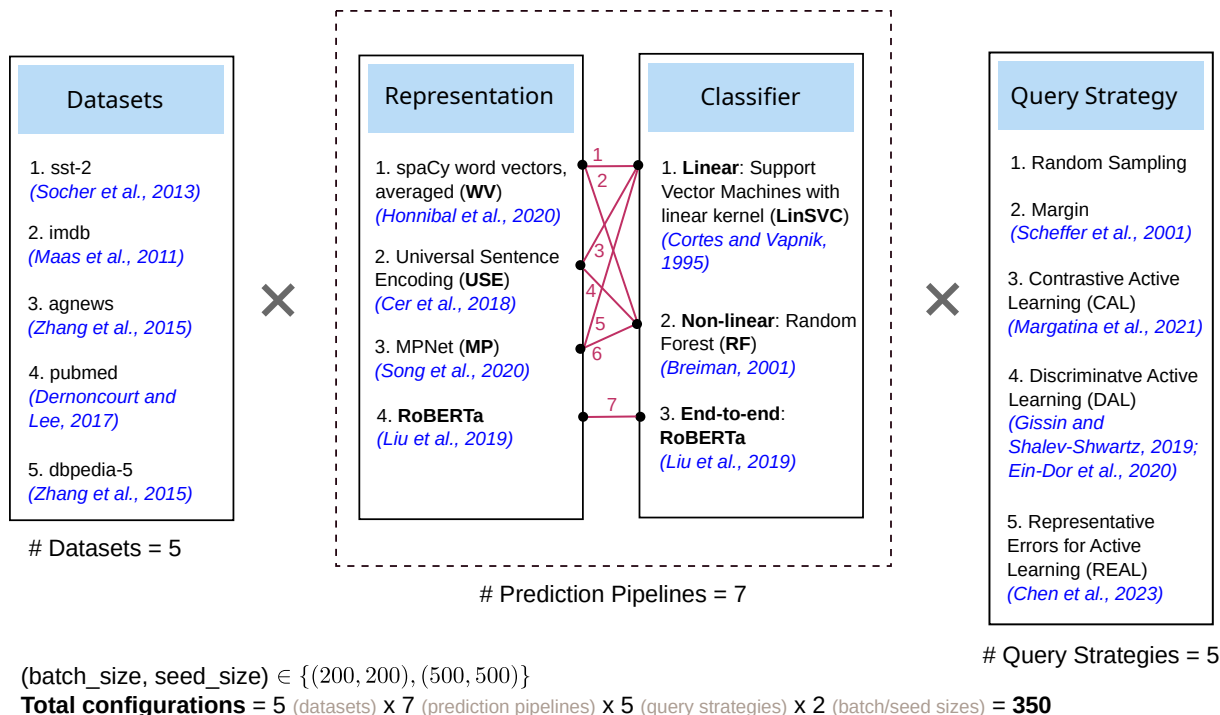 Datasets
1. sst-2
(Socher et al., 2013)
2. imdb
(Maas et al., 2011)
3. agnews
(Zhang et al., 2015)
4. pubmed
(Dernoncourt and
Lee, 2017)
5. dbpedia-5
(Zhang et al., 2015)
# Datasets = 5
×
Representation
1. spaCy word vectors,
averaged (WV)
(Honnibal et al., 2020)
2. Universal Sentence
Encoding (USE)
(Cer et al., 2018)
3. MPNet (MP)
(Song et al., 2020)
4. RoBERTa
(Liu et al., 2019)
1
2
3
4
5
6
7
Classifier
1. Linear: Support
Vector Machines with
linear kernel (LinSVC)
(Cortes and Vapnik,
1995)
2. Non-linear: Random
Forest (RF)
(Breiman, 2001)
3. End-to-end:
RoBERTa
(Liu et al., 2019)
# Prediction Pipelines = 7
×
Query Strategy
1. Random Sampling
2. Margin
(Scheffer et al., 2001)
3. Contrastive Active
Learning (CAL)
(Margatina et al., 2021)
4. Discriminatve Active
Learning (DAL)
(Gissin and
Shalev-Shwartz, 2019;
Ein-Dor et al., 2020)
5. Representative
Errors for Active
Learning (REAL)
(Chen et al., 2023)
# Query Strategies = 5
(batch_size, seed_size) ∈ {(200, 200), (500, 500)}
Total configurations = 5 (datasets) x 7 (prediction pipelines) x 5 (query strategies) x 2 (batch/seed sizes) = 350